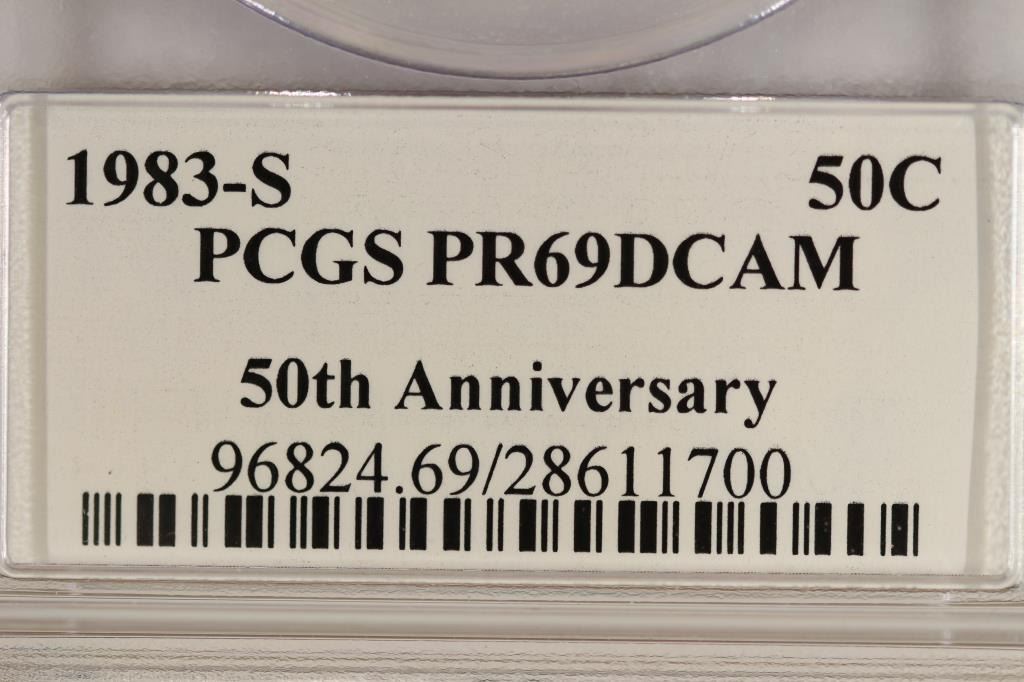 1983-S 50C
PCGS PR69DCAM
50th Anniversary
96824.69/28611700